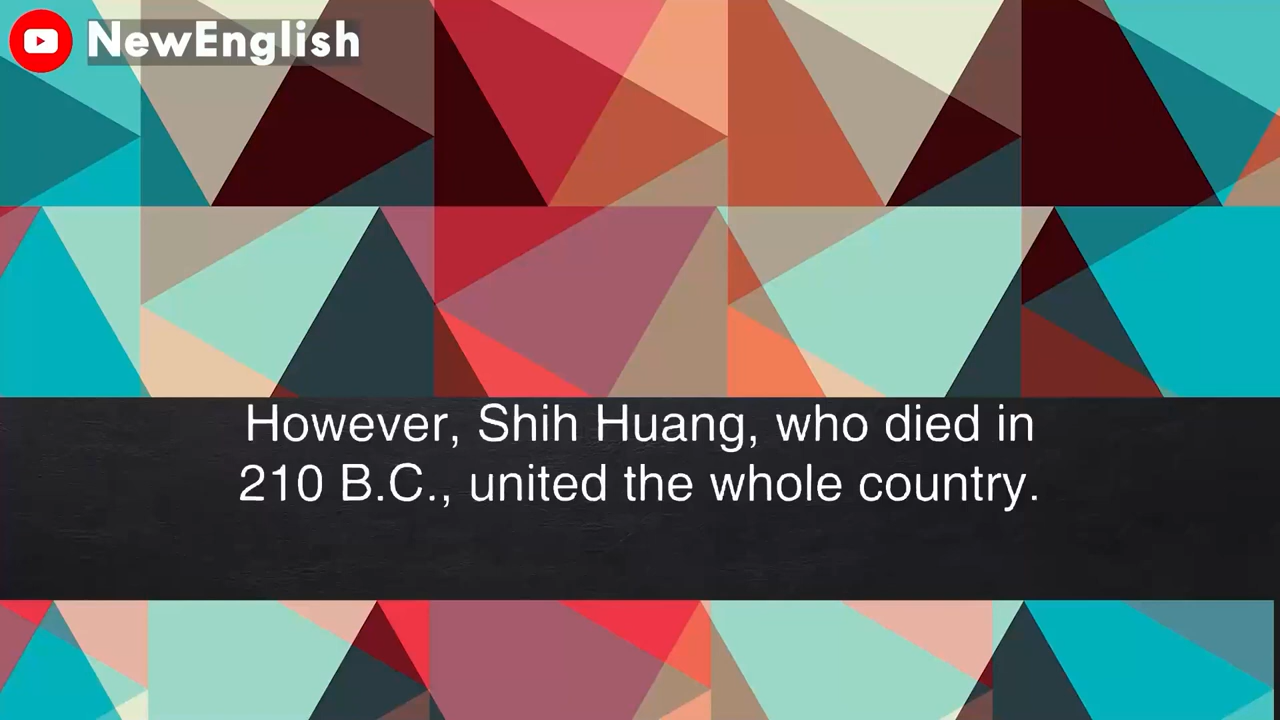 NewEnglish
However, Shih Huang, who died in
210 B.C., united the whole country.